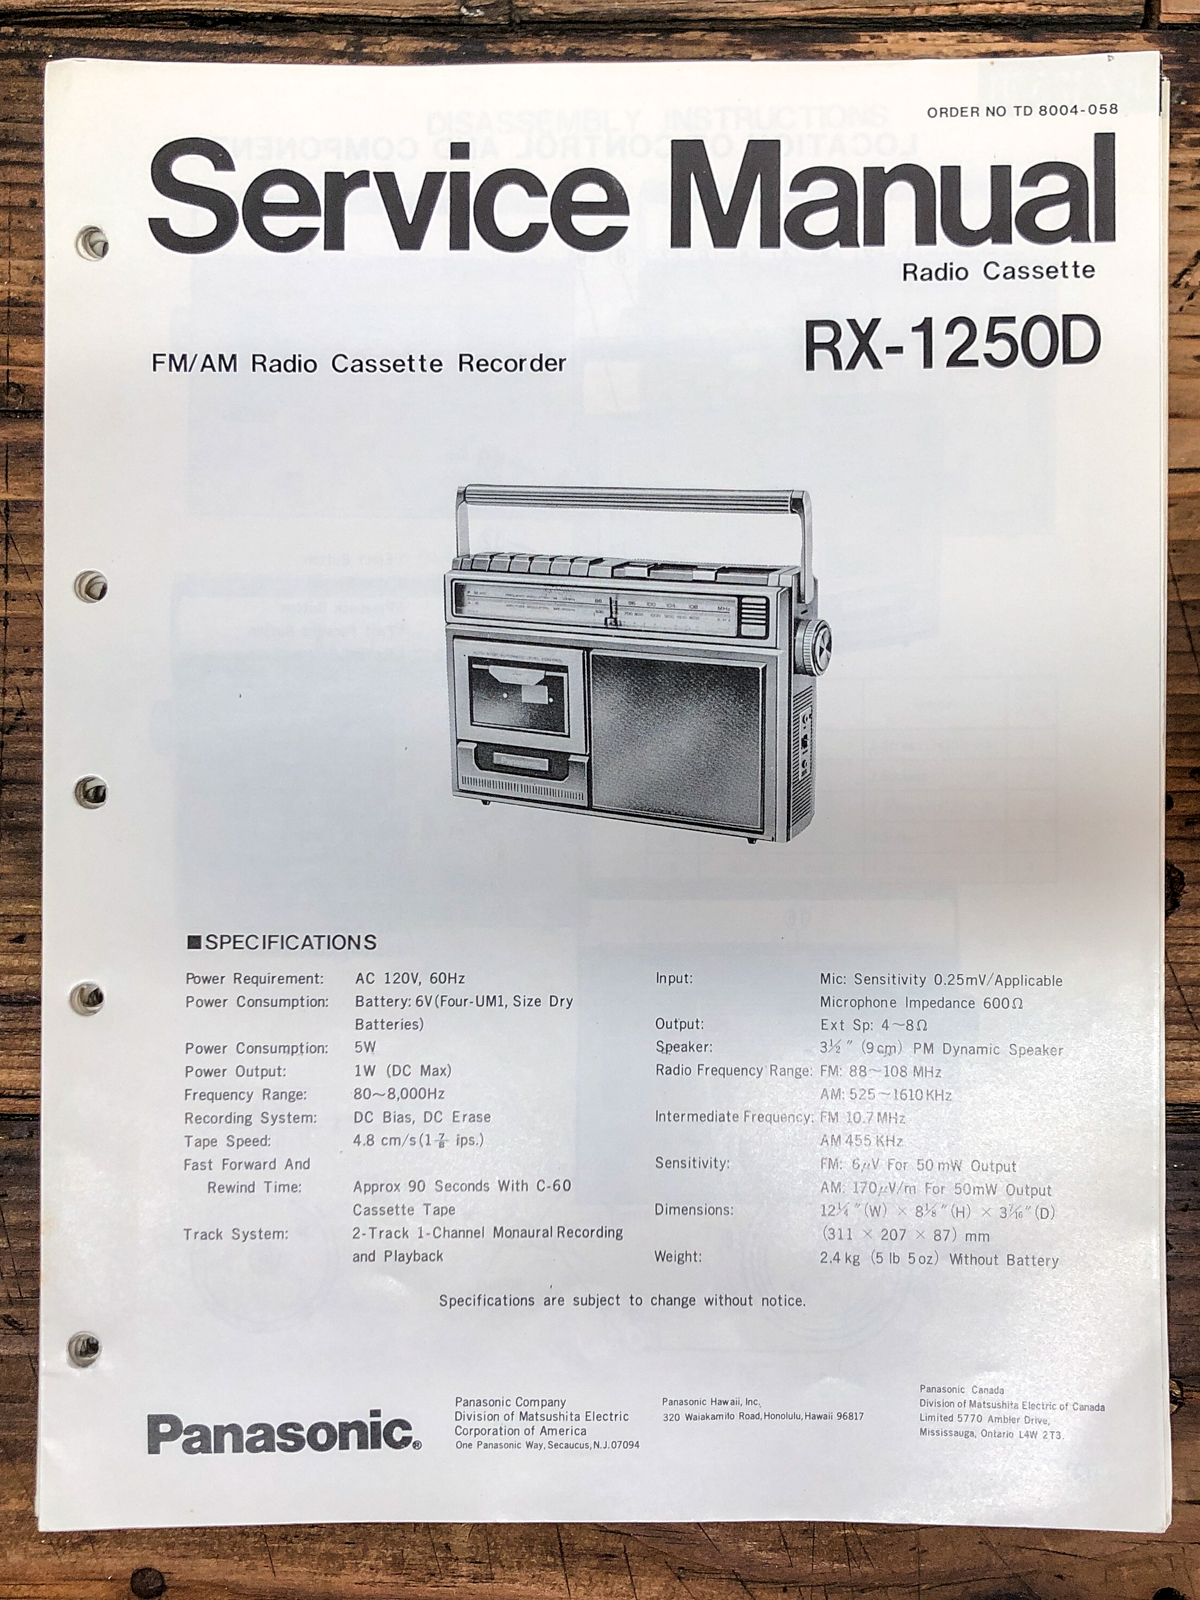 ORDER NO TD 8004-058
Service Manual
Radio Cassette
RX-1250D
FM/AM Radio Cassette Recorder
■SPECIFICATIONS
Power Requirement: AC 120V, 60Hz
Power Consumption: Battery: 6V(Four-UM1, Size Dry
Batteries)
Power Consumption: 5W
Power Output: 1W (DC Max)
Frequency Range: 80~8,000Hz
Recording System: DC Bias, DC Erase
Tape Speed: 4.8 cm/s(1⅞ ips.)
Fast Forward And
Rewind Time: Approx 90 Seconds With C-60
Cassette Tape
Track System: 2-Track 1-Channel Monaural Recording
and Playback
Input: Mic: Sensitivity 0.25mV/Applicable
Microphone Impedance 600Ω
Output: Ext Sp: 4~8Ω
Speaker: 3½" (9cm) PM Dynamic Speaker
Radio Frequency Range: FM: 88~108 MHz
AM: 525~1610KHz
Intermediate Frequency: FM 10.7MHz
AM 455 KHz
Sensitivity: FM: 6μV For 50mW Output
AM: 170μV/m For 50mW Output
Dimensions: 12¼"(W) × 8⅛"(H) × 37/16"(D)
(311 × 207 × 87) mm
Weight: 2.4kg (5 lb 5oz) Without Battery
Specifications are subject to change without notice.
Panasonic®
Panasonic Company
Division of Matsushita Electric
Corporation of America
One Panasonic Way, Secaucus, N.J. 07094
Panasonic Hawaii, Inc.
320 Waiakamilo Road, Honolulu, Hawaii 96817
Panasonic Canada
Division of Matsushita Electric of Canada
Limited 5770 Ambler Drive,
Mississauga, Ontario L4W 2T3